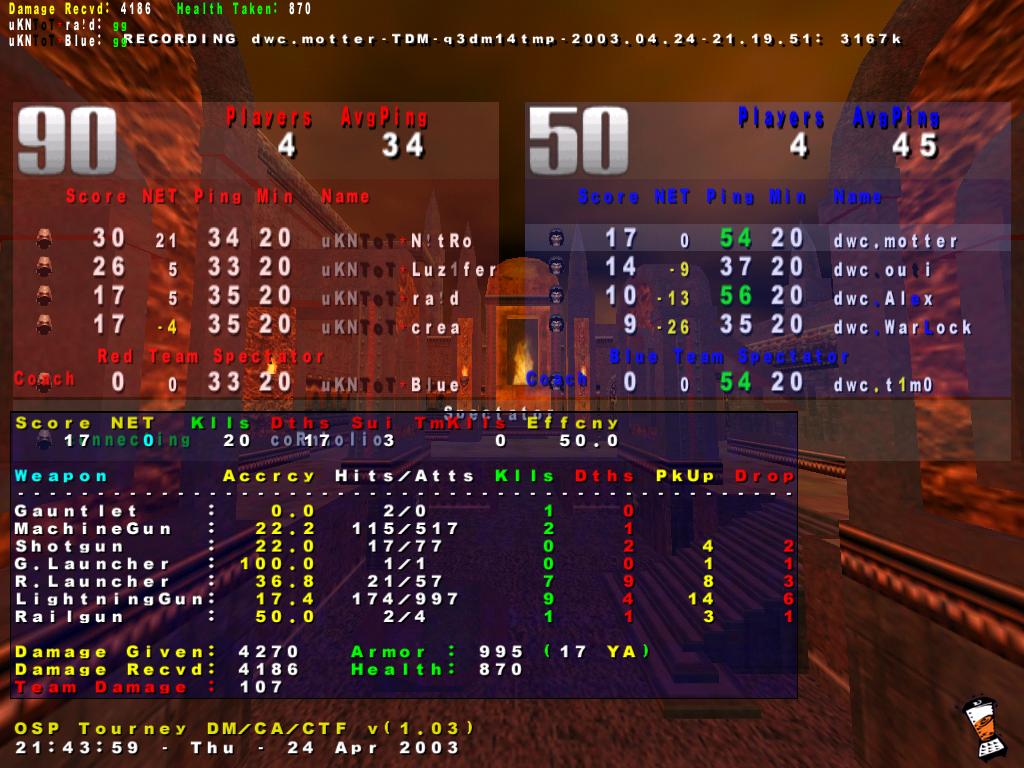 Damage Recvd: 4186 Health Taken: 870
uKNToT*ra!d: gg
uKNToT*Blue: gg
RECORDING dwc.motter-TDM-q3dm14tmp-2003.04.24-21.19.51: 3167k
90 Players AvgPing
4 34
50 Players AvgPing
4 45
Score NET Ping Min Name
30 21 34 20 uKNToT*N!tRo
26 5 33 20 uKNToT*Luz1fer
17 5 35 20 uKNToT*ra!d
17 -4 35 20 uKNToT*crea
Red Team Spectator
Coach 0 0 33 20 uKNToT*Blue
Score NET Ping Min Name
17 0 54 20 dwc.motter
14 -9 37 20 dwc.outi
10 -13 56 20 dwc.Alex
9 -26 35 20 dwc.WarLock
Blue Team Spectator
Coach 0 0 54 20 dwc.t1m0
Spectator
Score NET Klls Dths Sui TmKlls Effcny
17 0 20 17 3 0 50.0
Weapon Accrcy Hits/Atts Klls Dths PkUp Drop
Gauntlet : 0.0 2/0 1 0
MachineGun : 22.2 115/517 2 1
Shotgun : 22.0 17/77 0 2 4 2
G.Launcher : 100.0 1/1 0 0 1 1
R.Launcher : 36.8 21/57 7 9 8 3
LightningGun: 17.4 174/997 9 4 14 6
Railgun : 50.0 2/4 1 1 3 1
Damage Given: 4270 Armor : 995 (17 YA)
Damage Recvd: 4186 Health: 870
Team Damage : 107
OSP Tourney DM/CA/CTF v(1.03)
21:43:59 - Thu - 24 Apr 2003